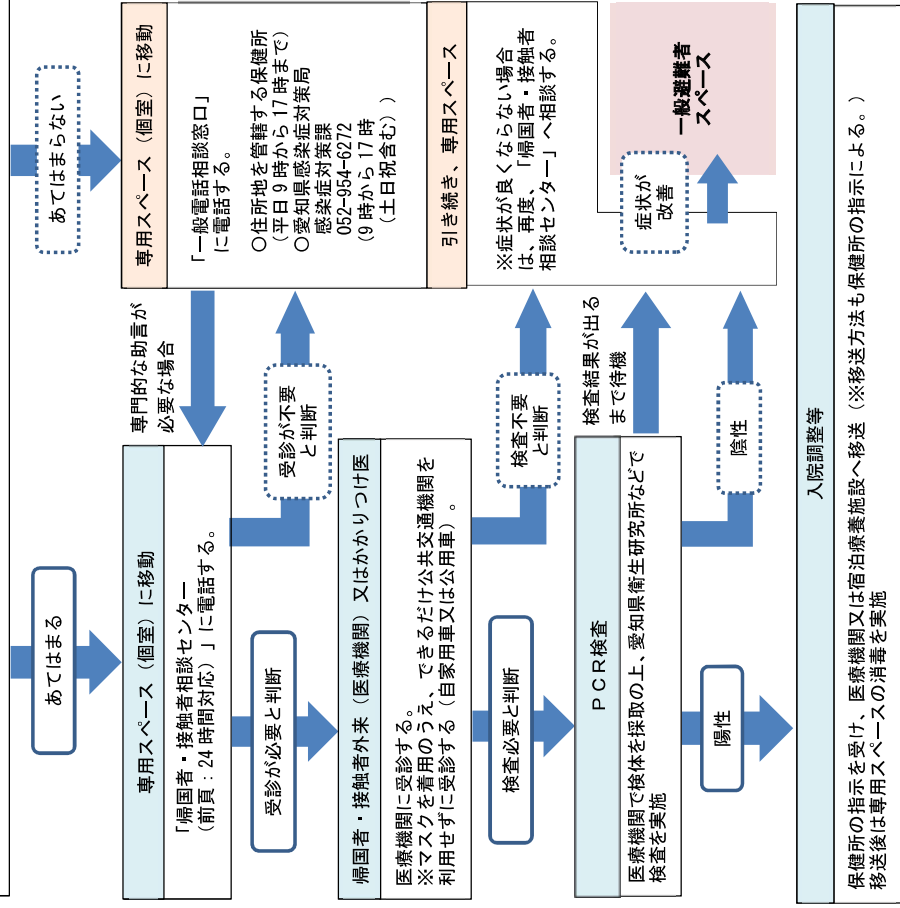 あてはまる
専用スペース（個室）に移動
「帰国者・接触者相談センター
（前頁：24時間対応）」に電話する。
受診が必要と判断
受診が不要
と判断
帰国者・接触者外来（医療機関）又はかかりつけ医
医療機関に受診する。
※マスクを着用のうえ、できるだけ公共交通機関を
利用せずに受診する（自家用車又は公用車）。
検査必要と判断
検査不要
と判断
ＰＣＲ検査
医療機関で検体を採取の上、愛知県衛生研究所などで
検査を実施
陽性
陰性
あてはまらない
専用スペース（個室）に移動
「一般電話相談窓口」
に電話する。
○住所地を管轄する保健所
（平日９時から17時まで）
○愛知県感染症対策局
感染症対策課
052-954-6272
（９時から17時
（土日祝含む））
専門的な助言が
必要な場合
引き続き、専用スペース
※症状が良くならない場合
は、再度、「帰国者・接触者
相談センター」へ相談する。
検査結果が出る
まで待機
症状が
改善
一般避難者
スペース
入院調整等
保健所の指示を受け、医療機関又は宿泊療養施設へ移送（※移送方法も保健所の指示による。）
移送後は専用スペースの消毒を実施